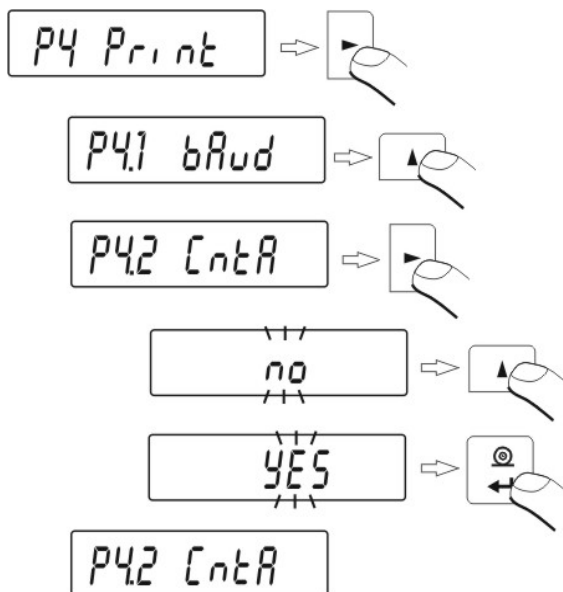 P4 Print
P4.1 bAud
P4.2 CntA
no
YES
P4.2 CntA